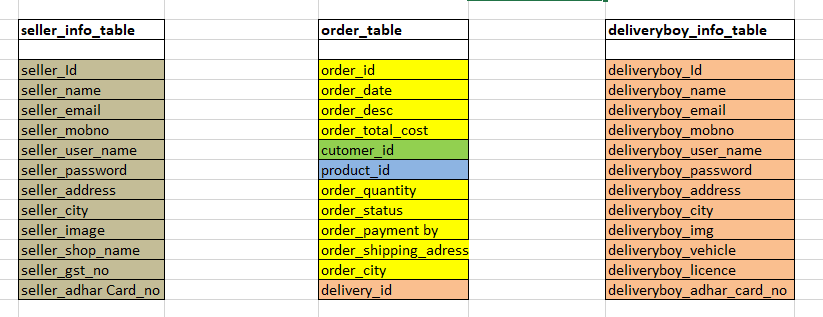 seller_info_table
seller_Id
seller_name
seller_email
seller_mobno
seller_user_name
seller_password
seller_address
seller_city
seller_image
seller_shop_name
seller_gst_no
seller_adhar Card_no
order_table
order_id
order_date
order_desc
order_total_cost
cutomer_id
product_id
order_quantity
order_status
order_payment by
order_shipping_adress
order_city
delivery_id
deliveryboy_info_table
deliveryboy_Id
deliveryboy_name
deliveryboy_email
deliveryboy_mobno
deliveryboy_user_name
deliveryboy_password
deliveryboy_address
deliveryboy_city
deliveryboy_img
deliveryboy_vehicle
deliveryboy_licence
deliveryboy_adhar_card_no